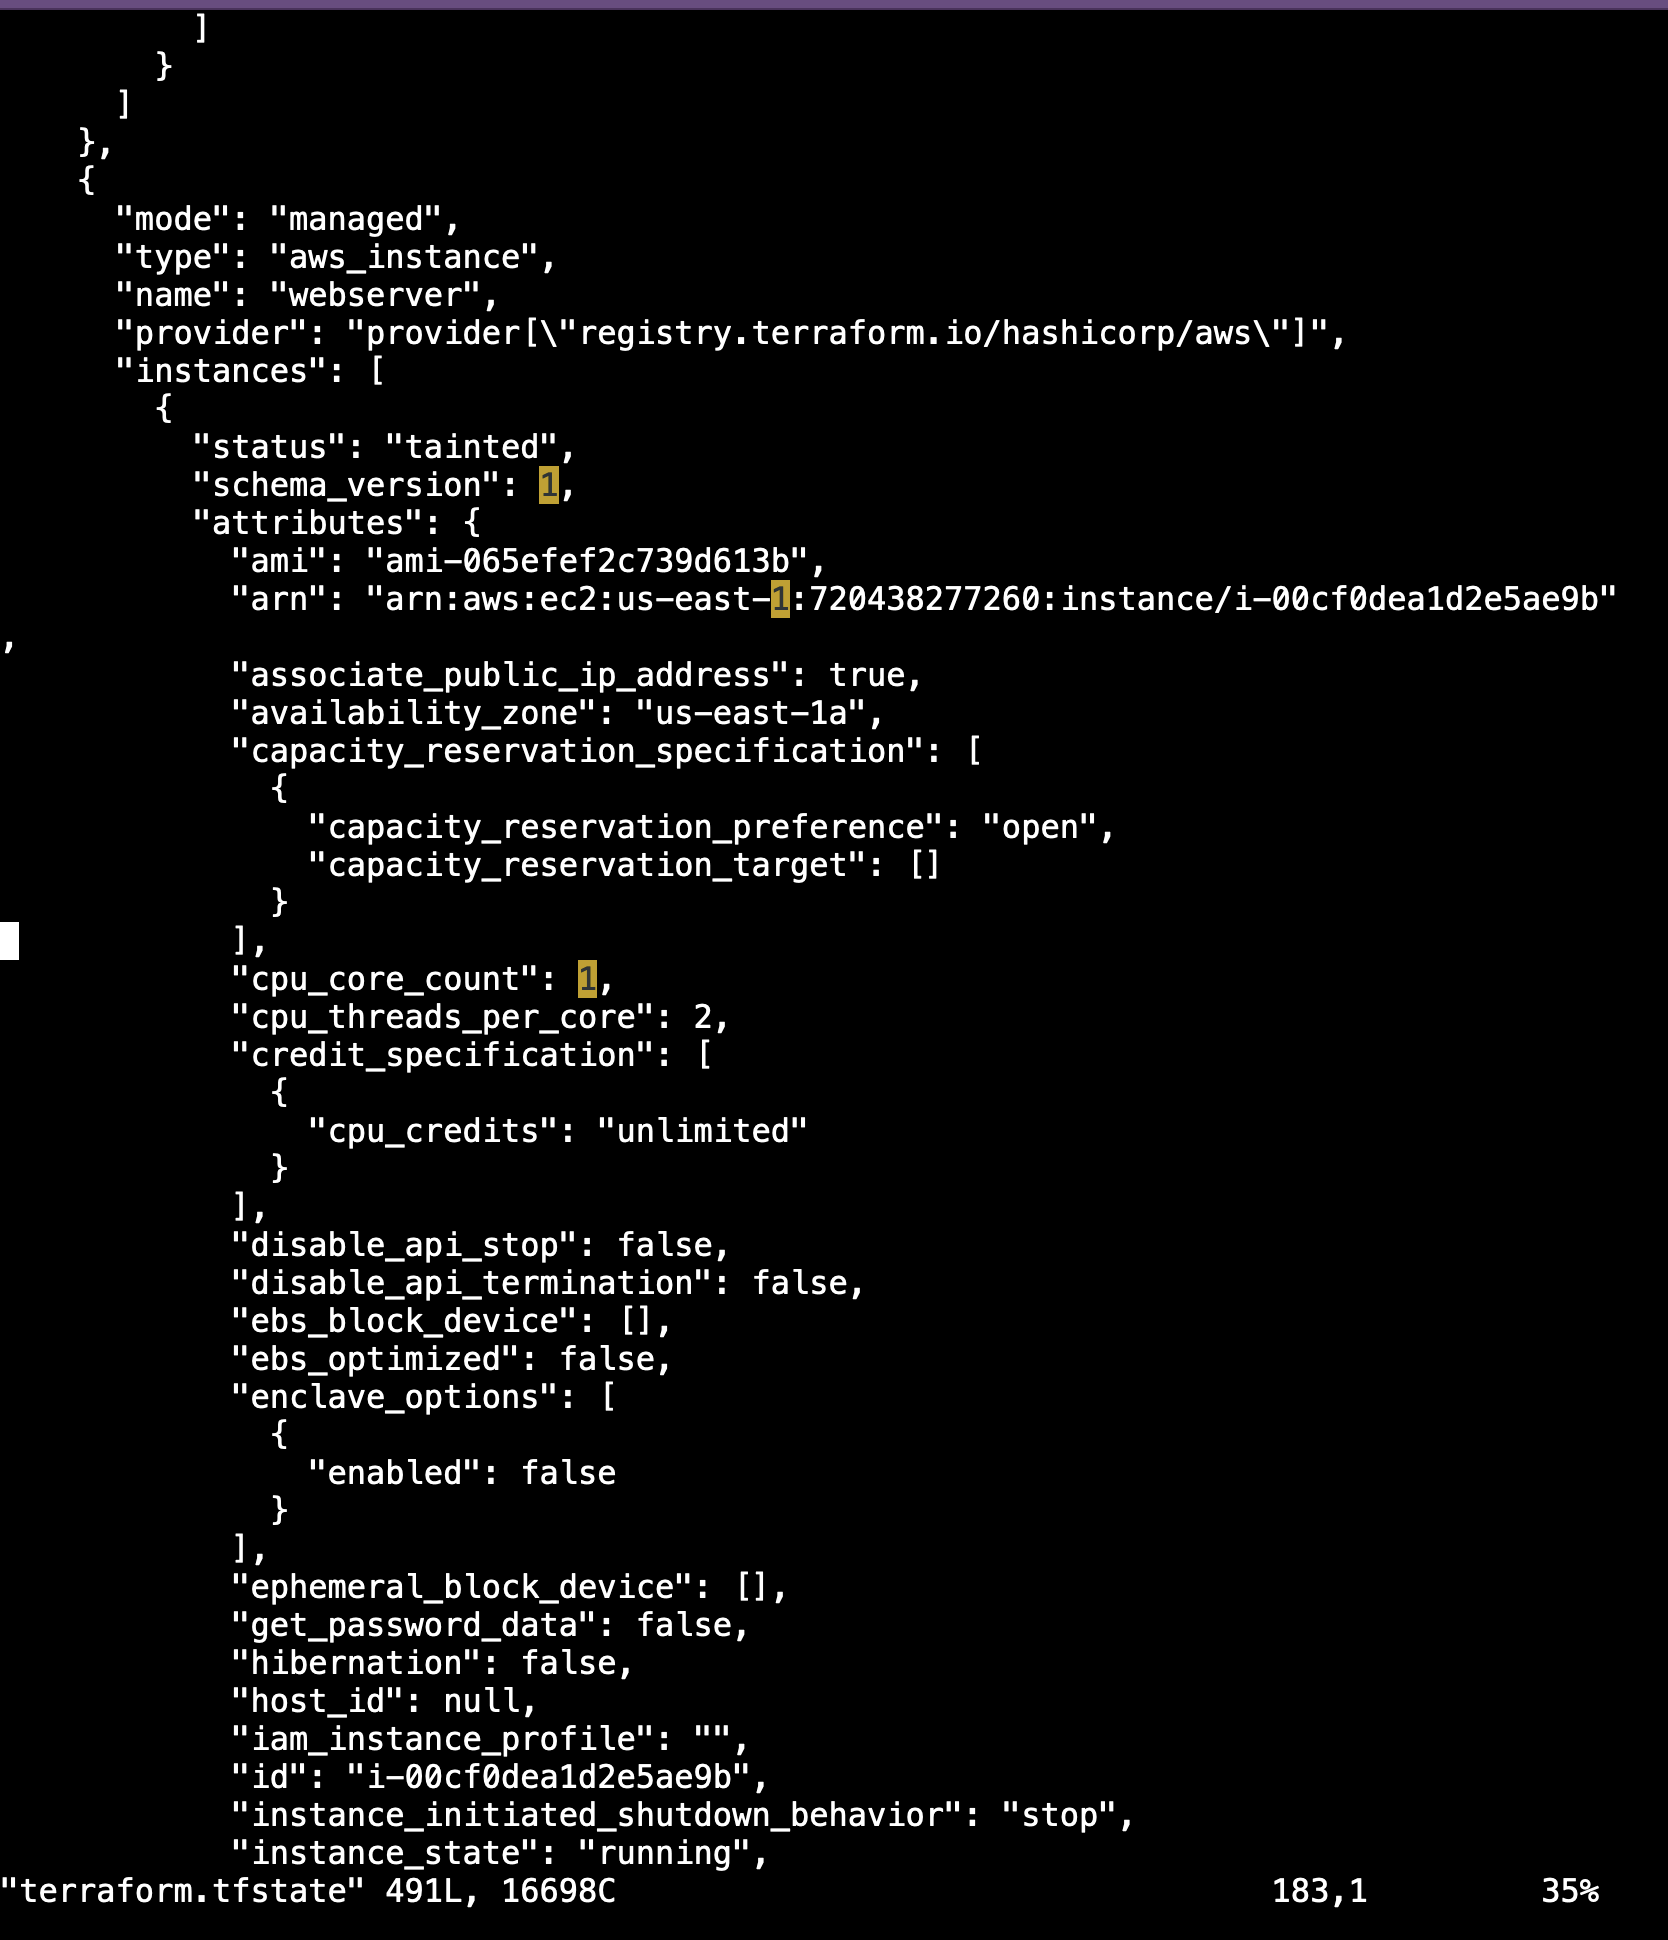 ]
        }
      ]
    },
    {
      "mode": "managed",
      "type": "aws_instance",
      "name": "webserver",
      "provider": "provider[\"registry.terraform.io/hashicorp/aws\"]",
      "instances": [
        {
          "status": "tainted",
          "schema_version": 1,
          "attributes": {
            "ami": "ami-065efef2c739d613b",
            "arn": "arn:aws:ec2:us-east-1:720438277260:instance/i-00cf0dea1d2e5ae9b"
,
            "associate_public_ip_address": true,
            "availability_zone": "us-east-1a",
            "capacity_reservation_specification": [
              {
                "capacity_reservation_preference": "open",
                "capacity_reservation_target": []
              }
            ],
            "cpu_core_count": 1,
            "cpu_threads_per_core": 2,
            "credit_specification": [
              {
                "cpu_credits": "unlimited"
              }
            ],
            "disable_api_stop": false,
            "disable_api_termination": false,
            "ebs_block_device": [],
            "ebs_optimized": false,
            "enclave_options": [
              {
                "enabled": false
              }
            ],
            "ephemeral_block_device": [],
            "get_password_data": false,
            "hibernation": false,
            "host_id": null,
            "iam_instance_profile": "",
            "id": "i-00cf0dea1d2e5ae9b",
            "instance_initiated_shutdown_behavior": "stop",
            "instance_state": "running",
"terraform.tfstate" 491L, 16698C 183,1 35%